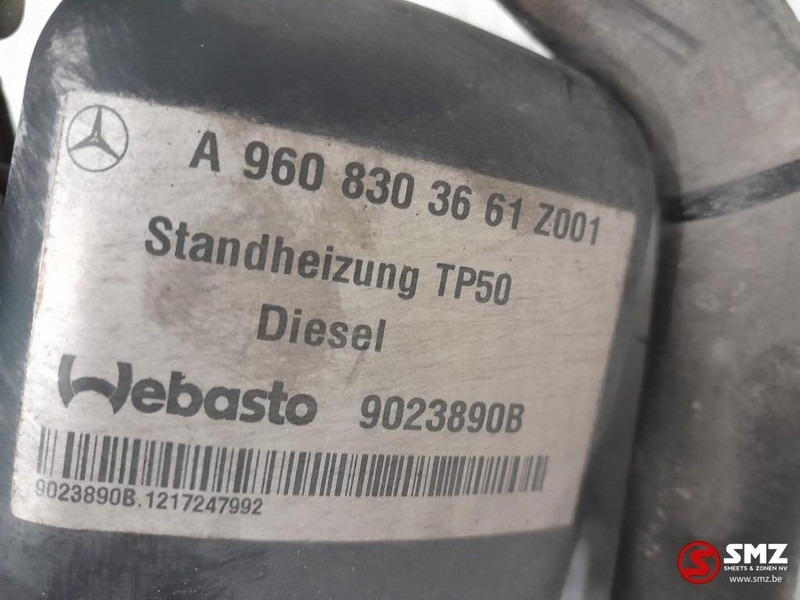 A 960 830 36 61 Z001
Standheizung TP50
Diesel
Webasto 9023890B
9023890B.1217247992
SMZ
SMEETS & ZONEN NV
www.smz.be